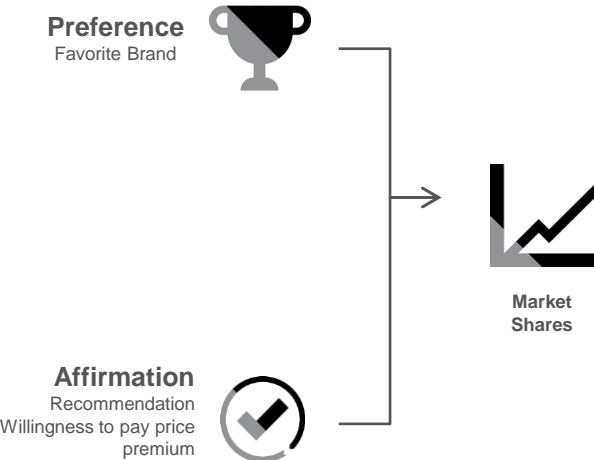 Preference
Favorite Brand
Market
Shares
Affirmation
Recommendation
Willingness to pay price
premium